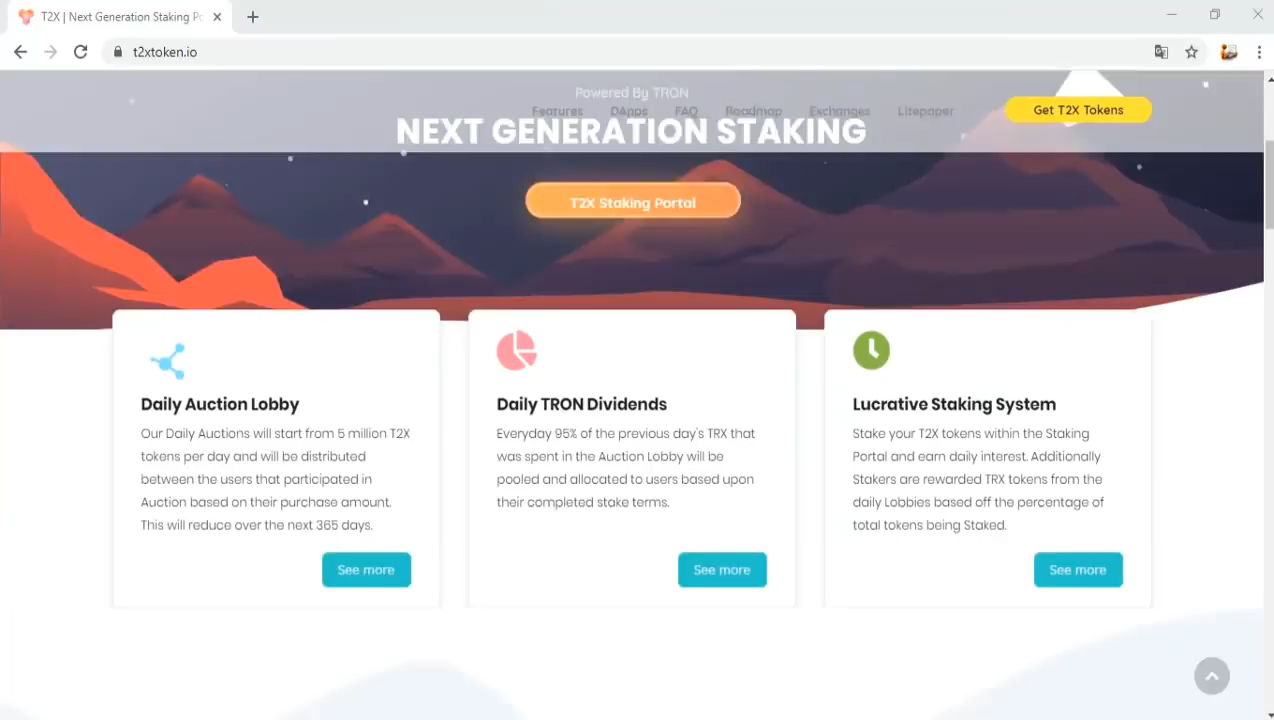 T2X | Next Generation Staking Po
t2xtoken.io
Powered By TRON
Features DApps FAQ Roadmap Exchanges Litepaper
Get T2X Tokens
NEXT GENERATION STAKING
T2X Staking Portal
Daily Auction Lobby
Our Daily Auctions will start from 5 million T2X
tokens per day and will be distributed
between the users that participated in
Auction based on their purchase amount.
This will reduce over the next 365 days.
See more
Daily TRON Dividends
Everyday 95% of the previous day's TRX that
was spent in the Auction Lobby will be
pooled and allocated to users based upon
their completed stake terms.
See more
Lucrative Staking System
Stake your T2X tokens within the Staking
Portal and earn daily interest. Additionally
Stakers are rewarded TRX tokens from the
daily Lobbies based off the percentage of
total tokens being Staked.
See more